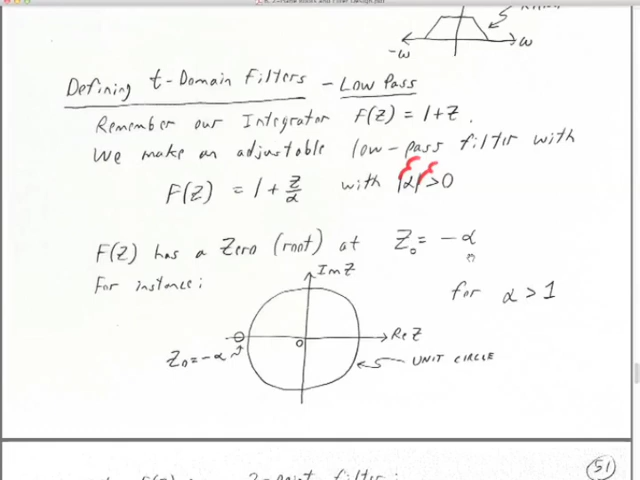 -ω
ω
Defining t-Domain Filters - Low Pass
Remember our Integrator F(Z) = 1+Z.
We make an adjustable low-pass filter with
F(Z) = 1 + Z/α with |α| > 0
F(Z) has a Zero (root) at Z₀ = -α
For instance;
for α > 1
Im Z
0
Re Z
Z₀ = -α
UNIT CIRCLE
51